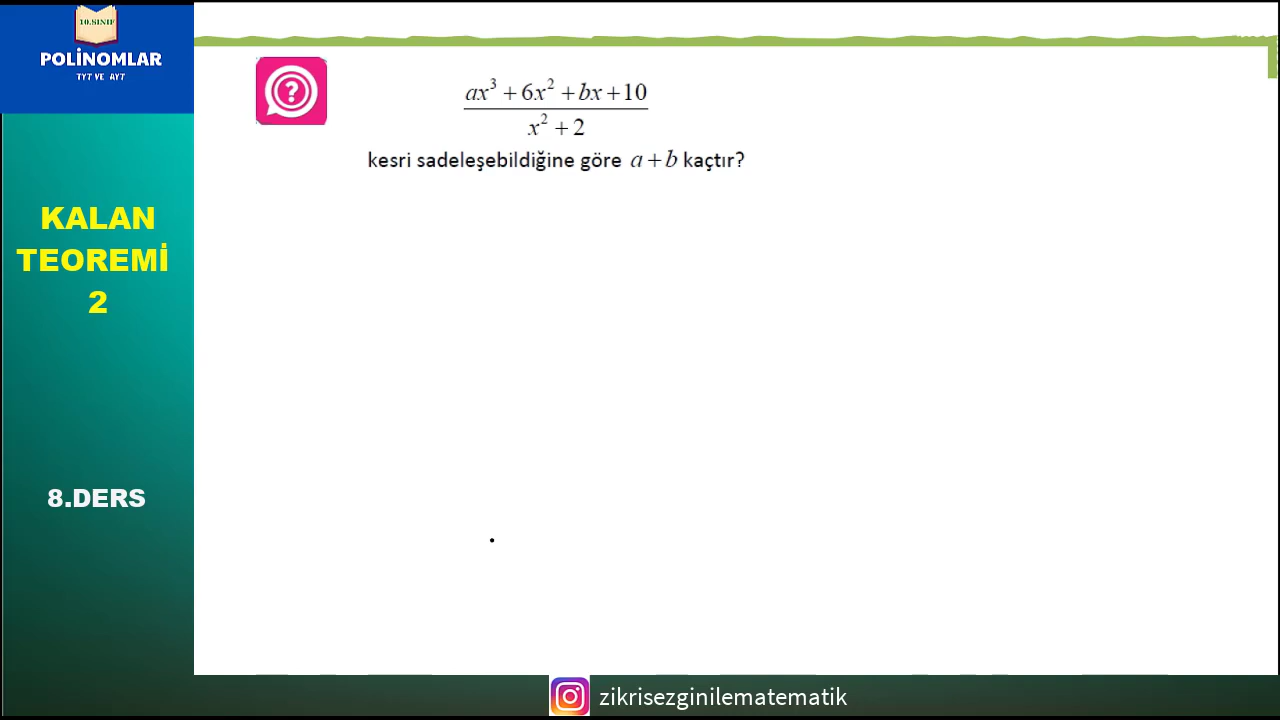 10.SINIF
POLİNOMLAR
TYT VE AYT
KALAN
TEOREMİ
2
8.DERS
ax³ + 6x² + bx + 10
x² + 2
kesri sadeleşebildiğine göre a + b kaçtır?
zikrisezginilematematik